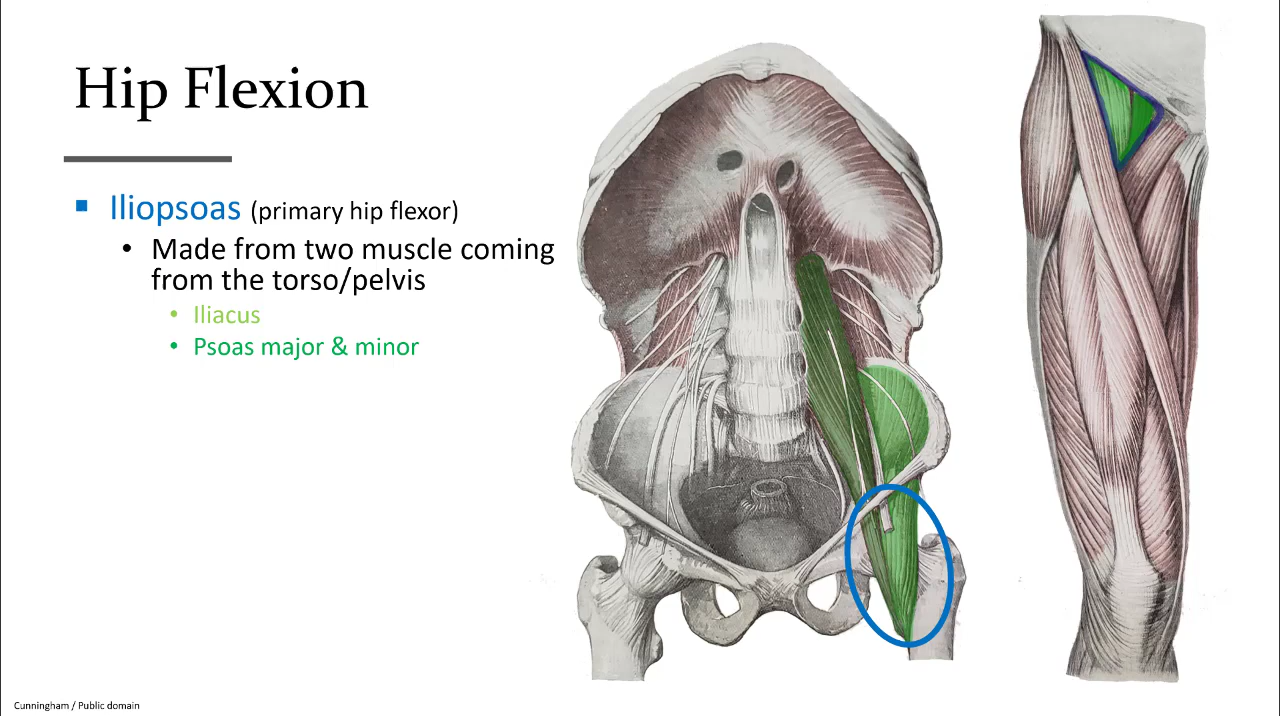 Hip Flexion
Iliopsoas (primary hip flexor)
Made from two muscle coming
from the torso/pelvis
Iliacus
Psoas major & minor
Cunningham / Public domain